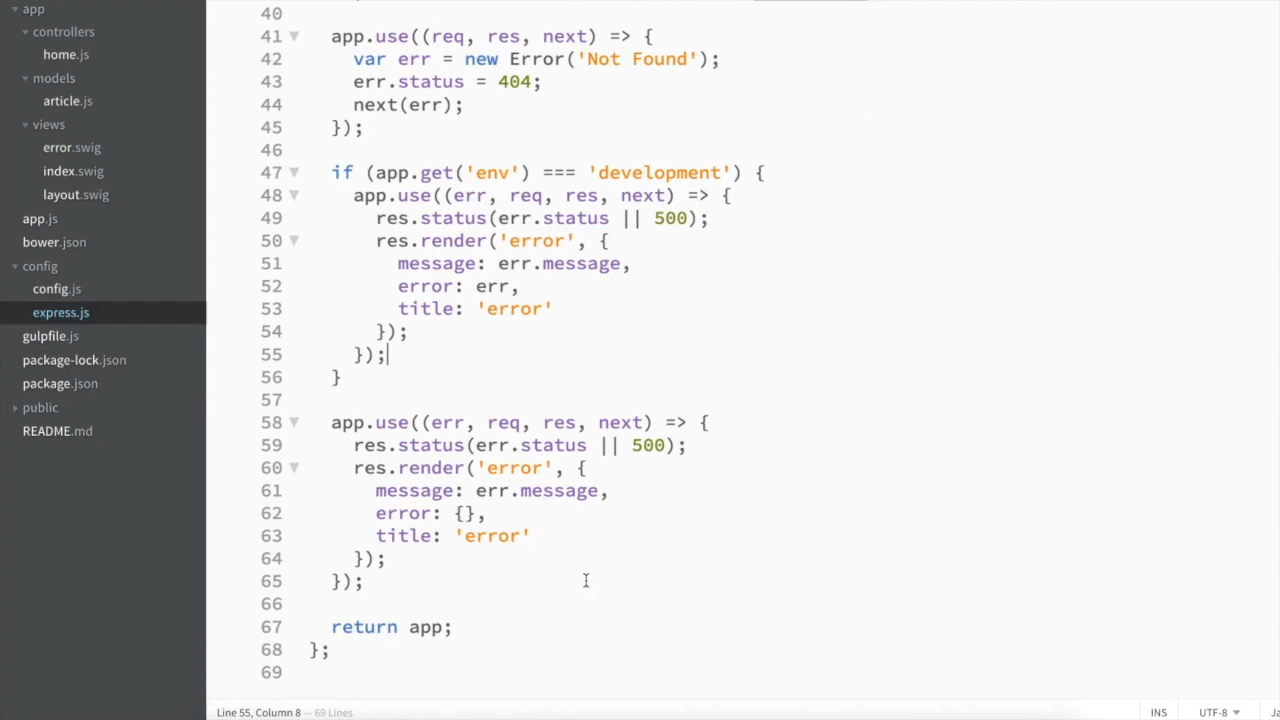 app
controllers
home.js
models
article.js
views
error.swig
index.swig
layout.swig
app.js
bower.json
config
config.js
express.js
gulpfile.js
package-lock.json
package.json
public
README.md
40
41 app.use((req, res, next) => {
42 var err = new Error('Not Found');
43 err.status = 404;
44 next(err);
45 });
46
47 if (app.get('env') === 'development') {
48 app.use((err, req, res, next) => {
49 res.status(err.status || 500);
50 res.render('error', {
51 message: err.message,
52 error: err,
53 title: 'error'
54 });
55 });
56 }
57
58 app.use((err, req, res, next) => {
59 res.status(err.status || 500);
60 res.render('error', {
61 message: err.message,
62 error: {},
63 title: 'error'
64 });
65 });
66
67 return app;
68 };
69
Line 55, Column 8 — 69 Lines
INS
UTF-8